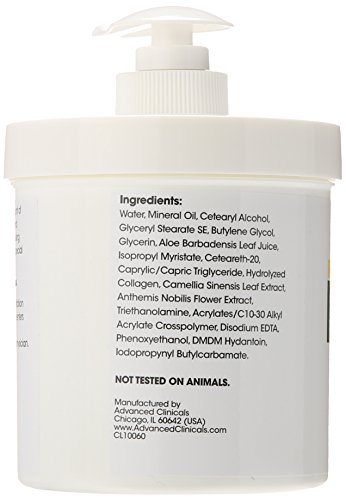 Ingredients:
Water, Mineral Oil, Cetearyl Alcohol,
Glyceryl Stearate SE, Butylene Glycol,
Glycerin, Aloe Barbadensis Leaf Juice,
Isopropyl Myristate, Ceteareth-20,
Caprylic/Capric Triglyceride, Hydrolyzed
Collagen, Camellia Sinensis Leaf Extract,
Anthemis Nobilis Flower Extract,
Triethanolamine, Acrylates/C10-30 Alkyl
Acrylate Crosspolymer, Disodium EDTA,
Phenoxyethanol, DMDM Hydantoin,
Iodopropynyl Butylcarbamate.
NOT TESTED ON ANIMALS.
Manufactured by
Advanced Clinicals
Chicago, IL 60642 (USA)
www.AdvancedClinicals.com
CL10060